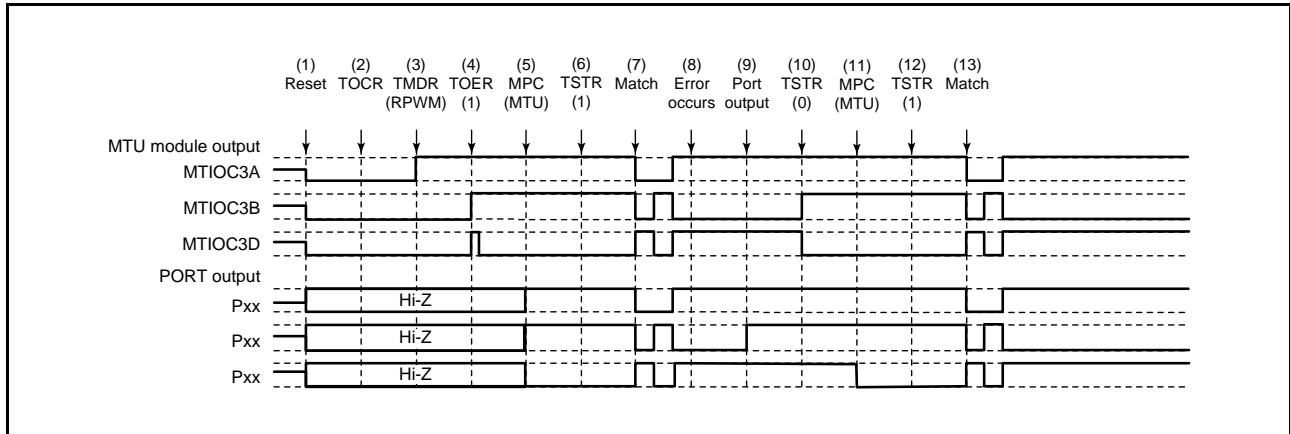 (1) (2) (3) (4) (5) (6) (7) (8) (9) (10) (11) (12) (13)
Reset TOCR TMDR TOER MPC TSTR Match Error Port TSTR MPC TSTR Match
(RPWM) (1) (MTU) (1) occurs output (0) (MTU) (1)
MTU module output
MTIOC3A
MTIOC3B
MTIOC3D
PORT output
Pxx Hi-Z
Pxx Hi-Z
Pxx Hi-Z